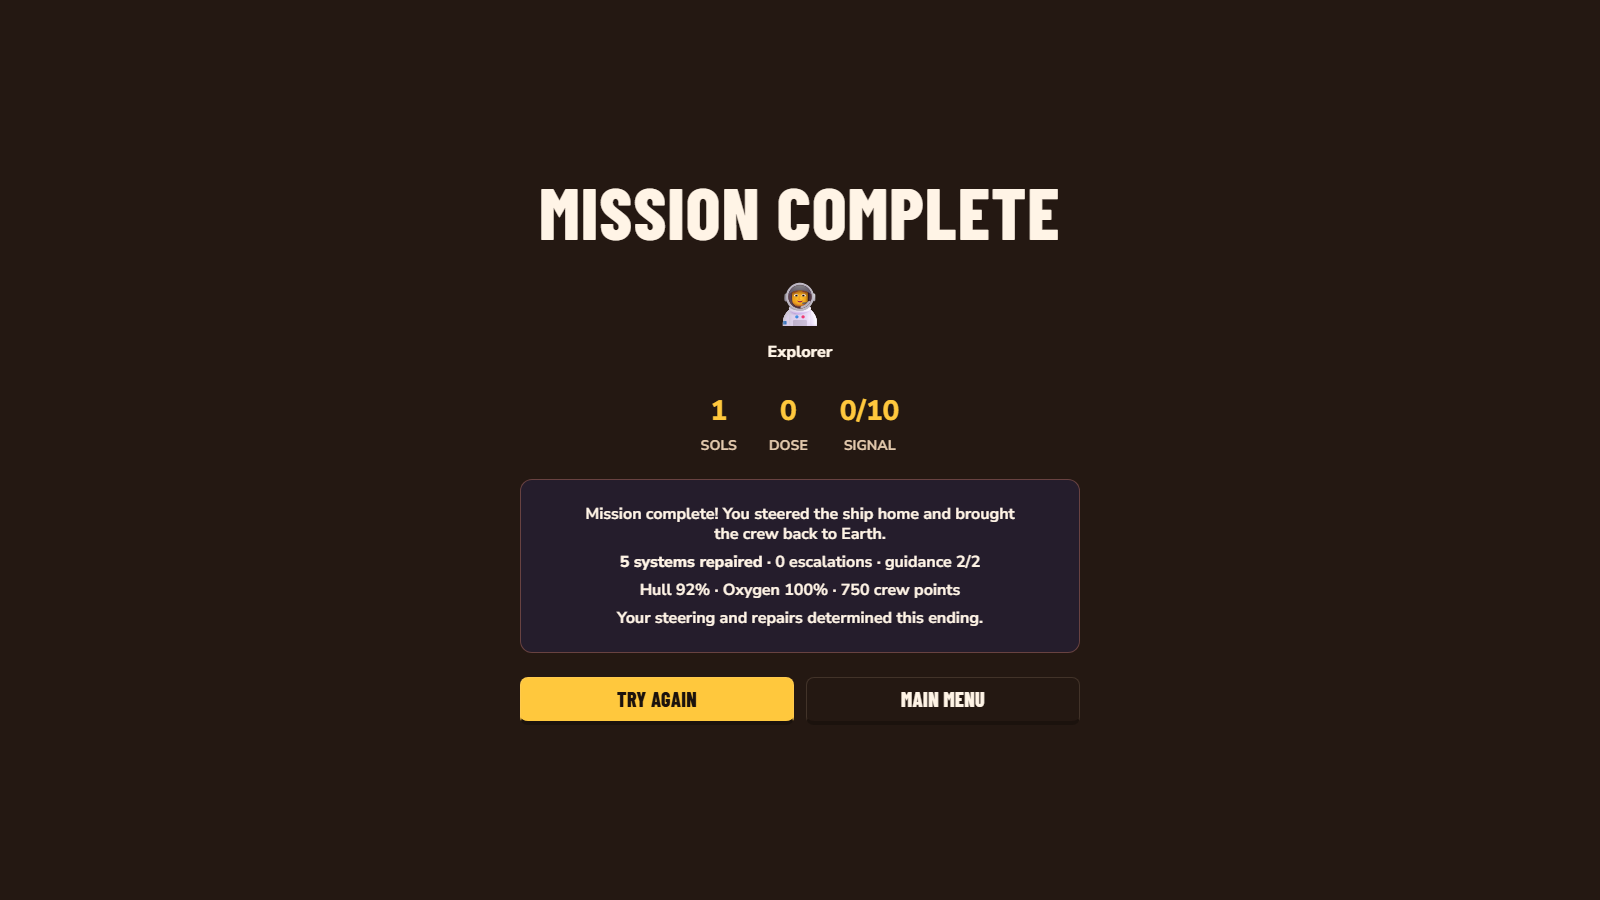 MISSION COMPLETE
Explorer
1 0 0/10
SOLS DOSE SIGNAL
Mission complete! You steered the ship home and brought
the crew back to Earth.
5 systems repaired · 0 escalations · guidance 2/2
Hull 92% · Oxygen 100% · 750 crew points
Your steering and repairs determined this ending.
TRY AGAIN MAIN MENU